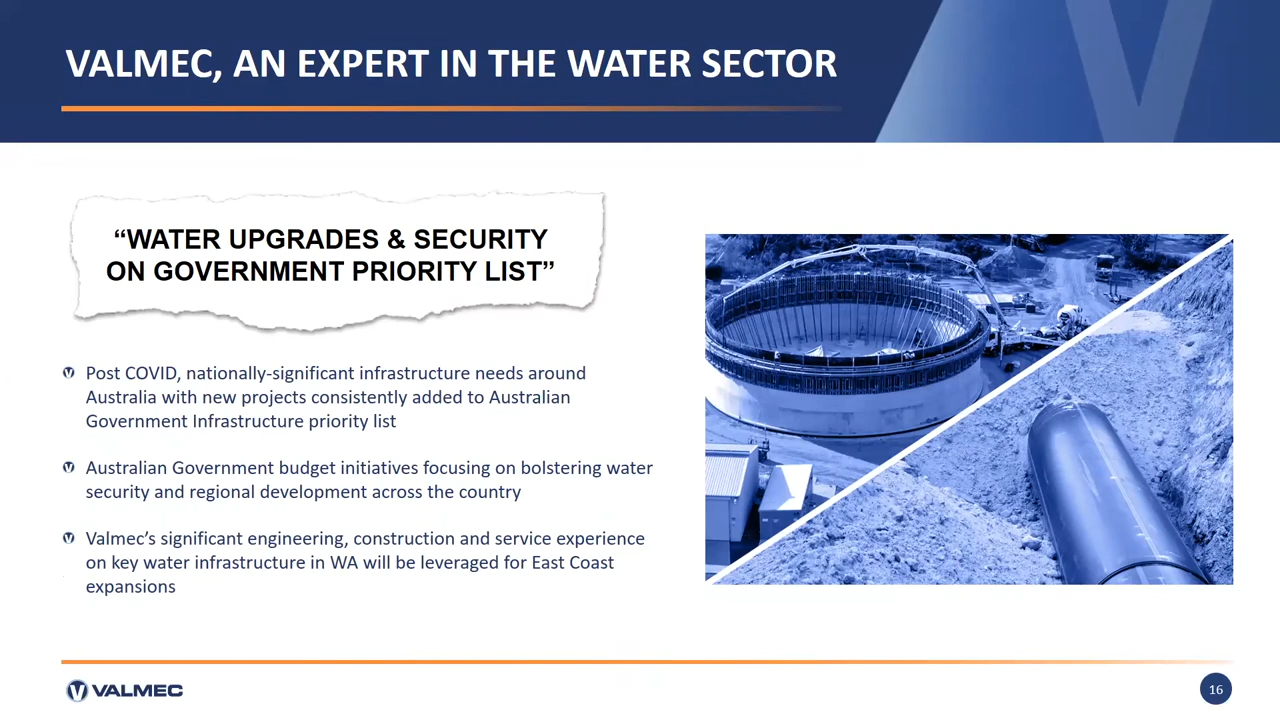 VALMEC, AN EXPERT IN THE WATER SECTOR
“WATER UPGRADES & SECURITY
ON GOVERNMENT PRIORITY LIST”
Post COVID, nationally-significant infrastructure needs around
Australia with new projects consistently added to Australian
Government Infrastructure priority list
Australian Government budget initiatives focusing on bolstering water
security and regional development across the country
Valmec’s significant engineering, construction and service experience
on key water infrastructure in WA will be leveraged for East Coast
expansions
VALMEC
16